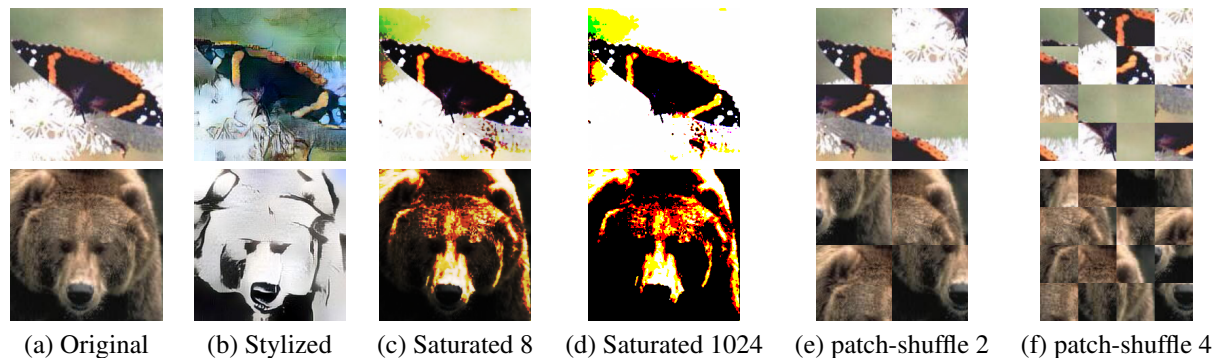 (a) Original (b) Stylized (c) Saturated 8 (d) Saturated 1024 (e) patch-shuffle 2 (f) patch-shuffle 4